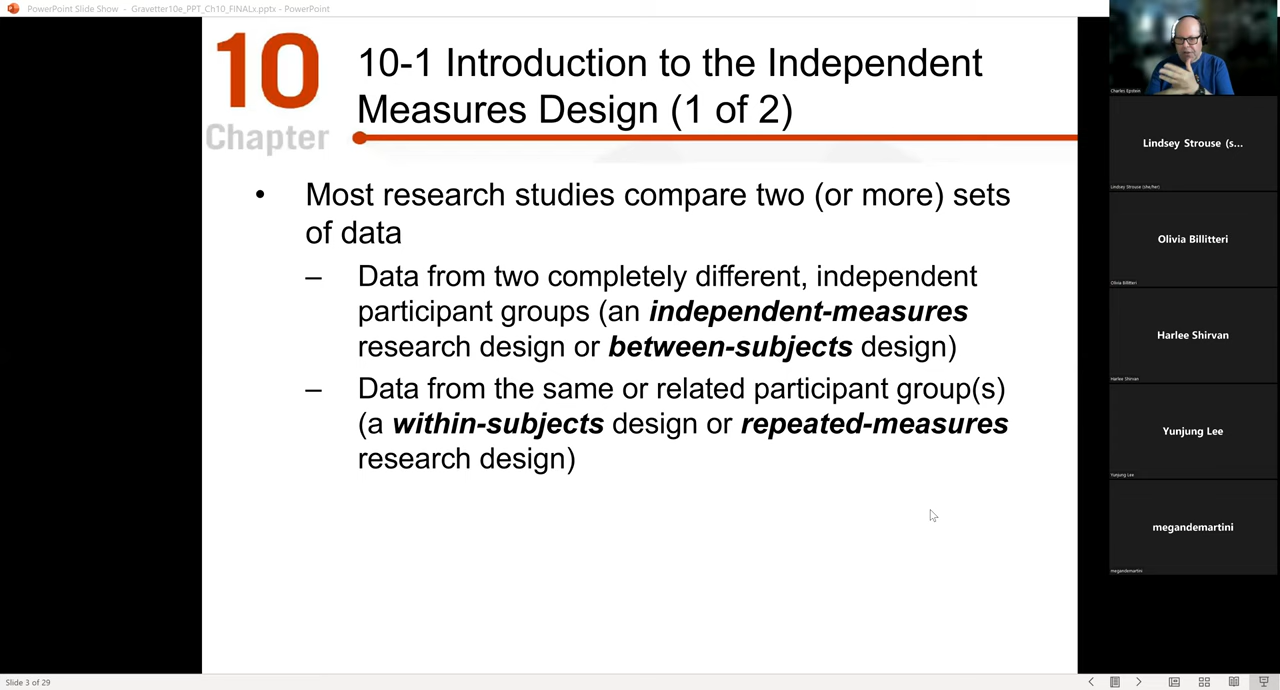 PowerPoint Slide Show - Gravetter10e_PPT_Ch10_FINALx.pptx - PowerPoint
10
Chapter
10-1 Introduction to the Independent
Measures Design (1 of 2)
• Most research studies compare two (or more) sets
of data
– Data from two completely different, independent
participant groups (an independent-measures
research design or between-subjects design)
– Data from the same or related participant group(s)
(a within-subjects design or repeated-measures
research design)
Charles Epstein
Lindsey Strouse (s...
Lindsey Strouse (she/her)
Olivia Billitteri
Olivia Billitteri
Harlee Shirvan
Harlee Shirvan
Yunjung Lee
Yunjung Lee
megandemartini
megandemartini
Slide 3 of 29